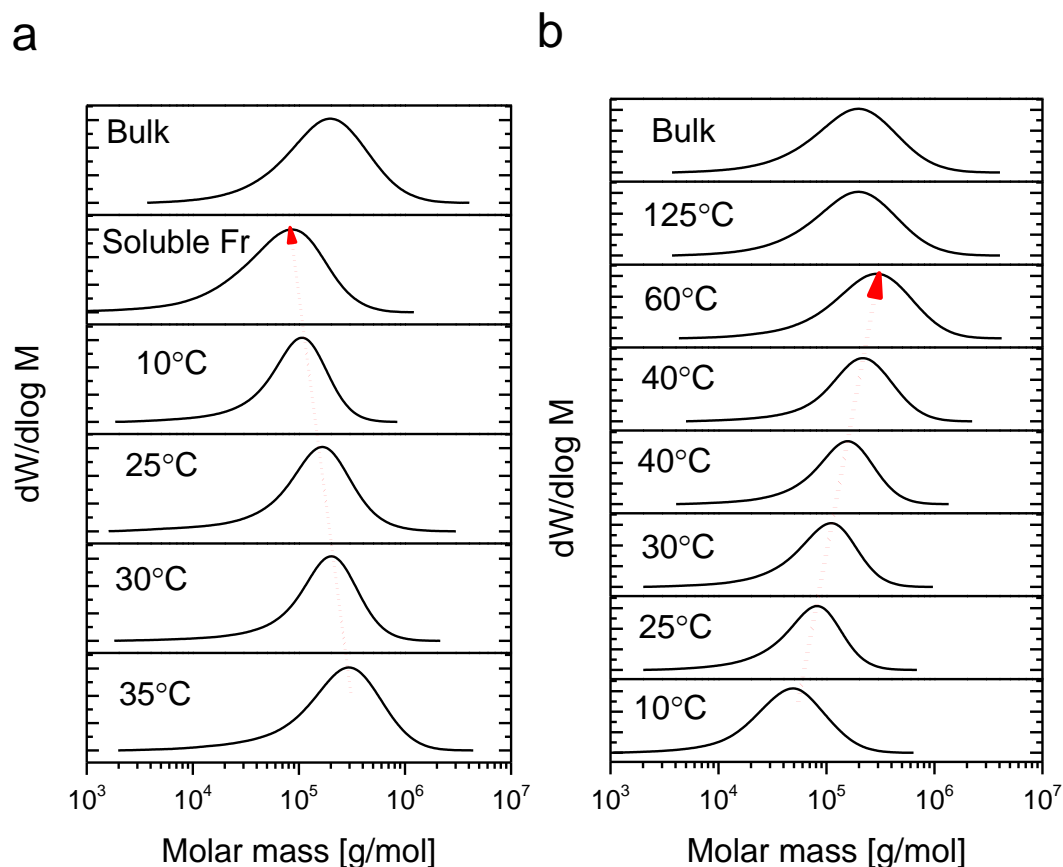 a
Bulk
Soluble Fr
10°C
25°C
30°C
35°C
dW/dlog M
10³ 10⁴ 10⁵ 10⁶ 10⁷
Molar mass [g/mol]
b
Bulk
125°C
60°C
40°C
40°C
30°C
25°C
10°C
dW/dlog M
10³ 10⁴ 10⁵ 10⁶ 10⁷
Molar mass [g/mol]